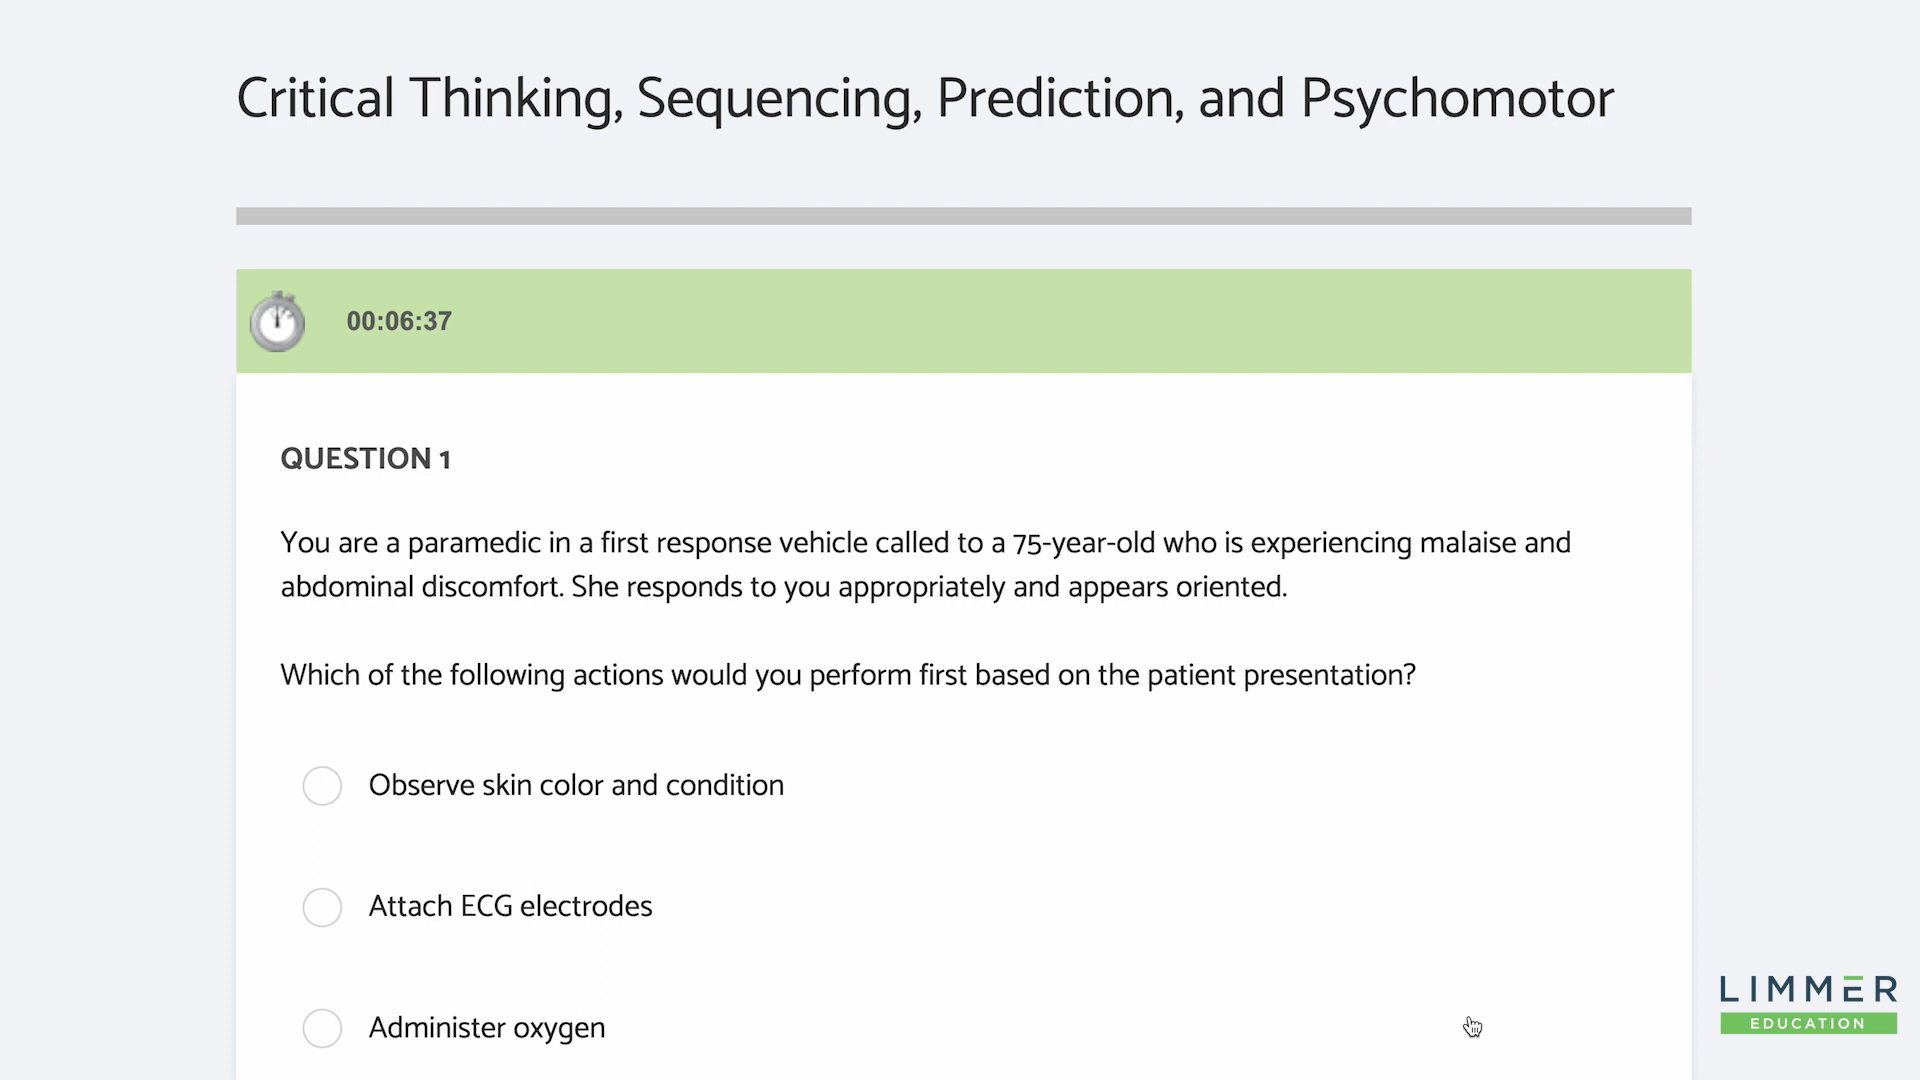 Critical Thinking, Sequencing, Prediction, and Psychomotor
00:06:37
QUESTION 1
You are a paramedic in a first response vehicle called to a 75-year-old who is experiencing malaise and
abdominal discomfort. She responds to you appropriately and appears oriented.
Which of the following actions would you perform first based on the patient presentation?
Observe skin color and condition
Attach ECG electrodes
Administer oxygen
LIMMER
EDUCATION